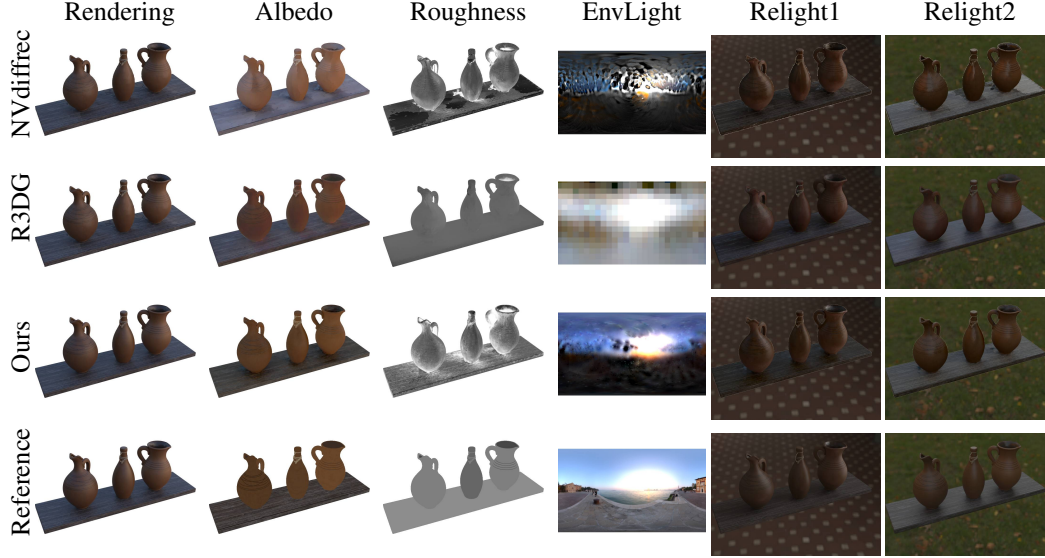 Rendering Albedo Roughness EnvLight Relight1 Relight2
NVdiffrec
R3DG
Ours
Reference